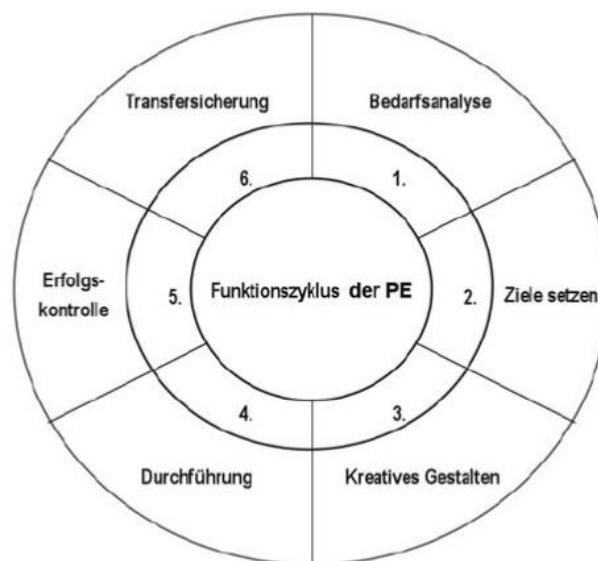 Transfersicherung
Bedarfsanalyse
6.
1.
Erfolgs-
kontrolle
5.
Funktionszyklus der PE
2.
Ziele setzen
4.
3.
Durchführung
Kreatives Gestalten